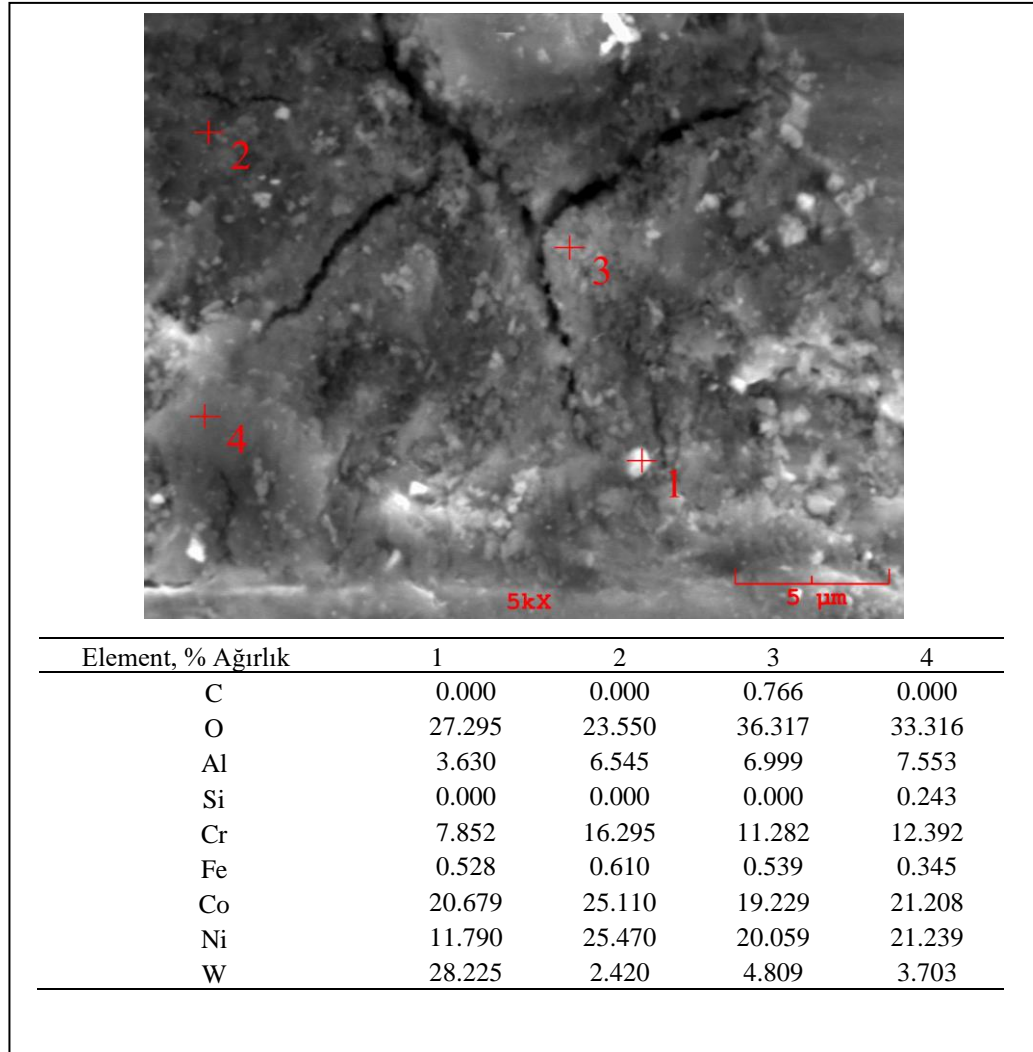 2
3
4
1
5kX
5 µm
Element, % Ağırlık 1 2 3 4
C 0.000 0.000 0.766 0.000
O 27.295 23.550 36.317 33.316
Al 3.630 6.545 6.999 7.553
Si 0.000 0.000 0.000 0.243
Cr 7.852 16.295 11.282 12.392
Fe 0.528 0.610 0.539 0.345
Co 20.679 25.110 19.229 21.208
Ni 11.790 25.470 20.059 21.239
W 28.225 2.420 4.809 3.703